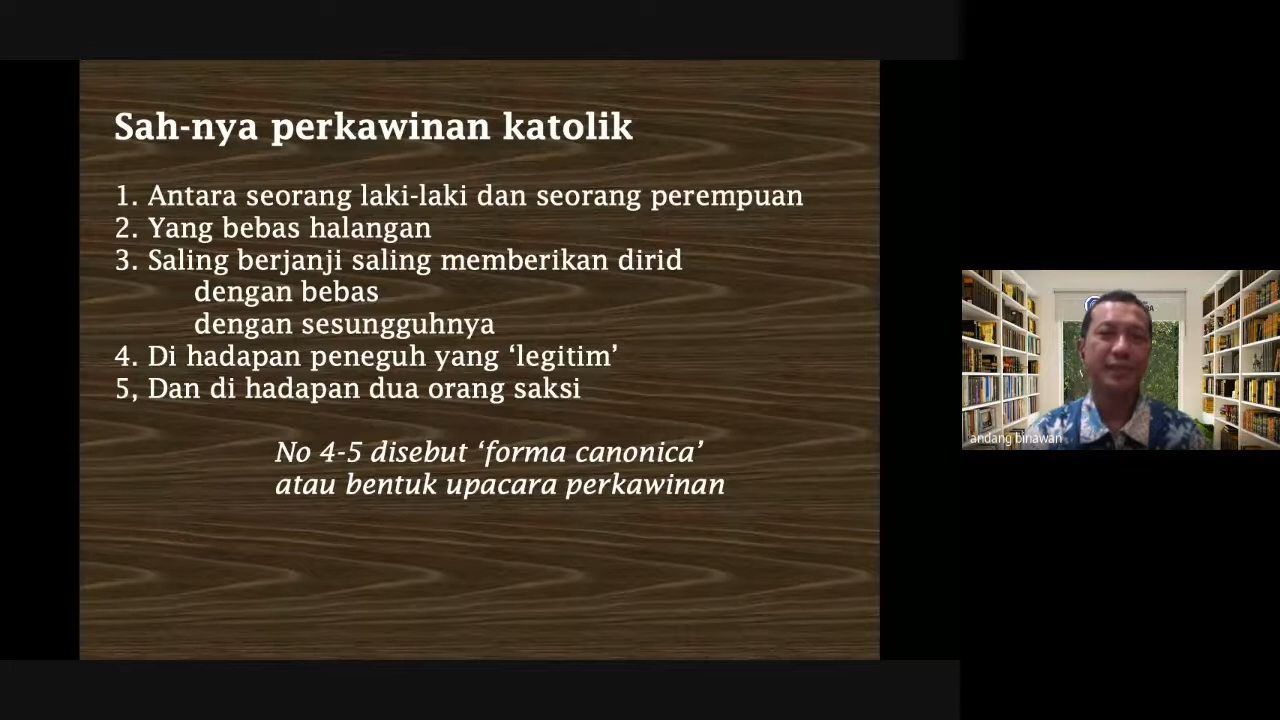 Sah-nya perkawinan katolik
1. Antara seorang laki-laki dan seorang perempuan
2. Yang bebas halangan
3. Saling berjanji saling memberikan dirid
dengan bebas
dengan sesungguhnya
4. Di hadapan peneguh yang ‘legitim’
5, Dan di hadapan dua orang saksi
No 4-5 disebut ‘forma canonica’
atau bentuk upacara perkawinan
andang binawan